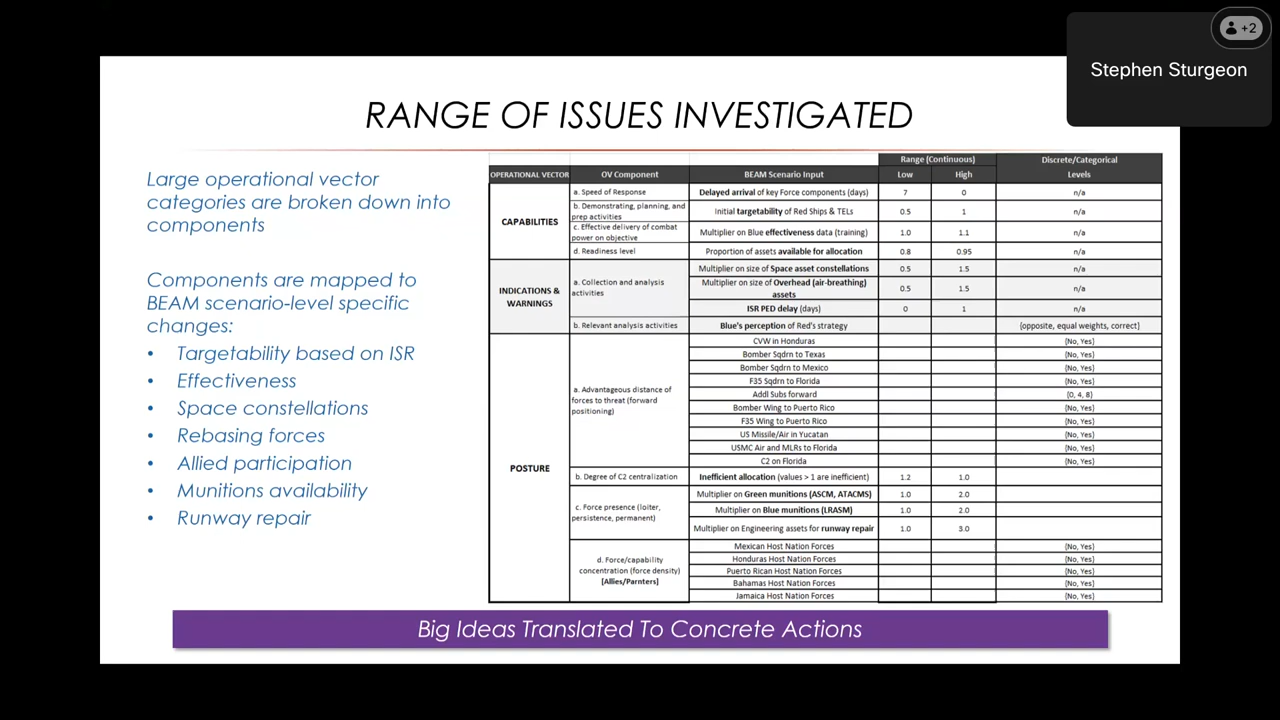 +2
Stephen Sturgeon
RANGE OF ISSUES INVESTIGATED
Large operational vector
categories are broken down into
components
Components are mapped to
BEAM scenario-level specific
changes:
• Targetability based on ISR
• Effectiveness
• Space constellations
• Rebasing forces
• Allied participation
• Munitions availability
• Runway repair
Range (Continuous) Discrete/Categorical
OPERATIONAL VECTOR OV Component BEAM Scenario Input Low High Levels
CAPABILITIES
a. Speed of Response Delayed arrival of key Force components (days) 7 0 n/a
b. Demonstrating, planning, and
prep activities Initial targetability of Red Ships & TELs 0.5 1 n/a
c. Effective delivery of combat
power on objective Multiplier on Blue effectiveness data (training) 1.0 1.1 n/a
d. Readiness level Proportion of assets available for allocation 0.8 0.95 n/a
INDICATIONS &
WARNINGS
a. Collection and analysis
activities
Multiplier on size of Space asset constellations 0.5 1.5 n/a
Multiplier on size of Overhead (air-breathing)
assets 0.5 1.5 n/a
ISR PED delay (days) 0 1 n/a
b. Relevant analysis activities Blue's perception of Red's strategy {opposite, equal weights, correct}
POSTURE
a. Advantageous distance of
forces to threat (forward
positioning)
CVW in Honduras {No, Yes}
Bomber Sqdrn to Texas {No, Yes}
Bomber Sqdrn to Mexico {No, Yes}
F35 Sqdrn to Florida {No, Yes}
Addl Subs forward {0, 4, 8}
Bomber Wing to Puerto Rico {No, Yes}
F35 Wing to Puerto Rico {No, Yes}
US Missile/Air in Yucatan {No, Yes}
USMC Air and MLRs to Florida {No, Yes}
C2 on Florida {No, Yes}
b. Degree of C2 centralization Inefficient allocation (values > 1 are inefficient) 1.2 1.0
c. Force presence (loiter,
persistence, permanent)
Multiplier on Green munitions (ASCM, ATACMS) 1.0 2.0
Multiplier on Blue munitions (LRASM) 1.0 2.0
Multiplier on Engineering assets for runway repair 1.0 3.0
d. Force/capability
concentration (force density)
[Allies/Parnters]
Mexican Host Nation Forces {No, Yes}
Honduras Host Nation Forces {No, Yes}
Puerto Rican Host Nation Forces {No, Yes}
Bahamas Host Nation Forces {No, Yes}
Jamaica Host Nation Forces {No, Yes}
Big Ideas Translated To Concrete Actions